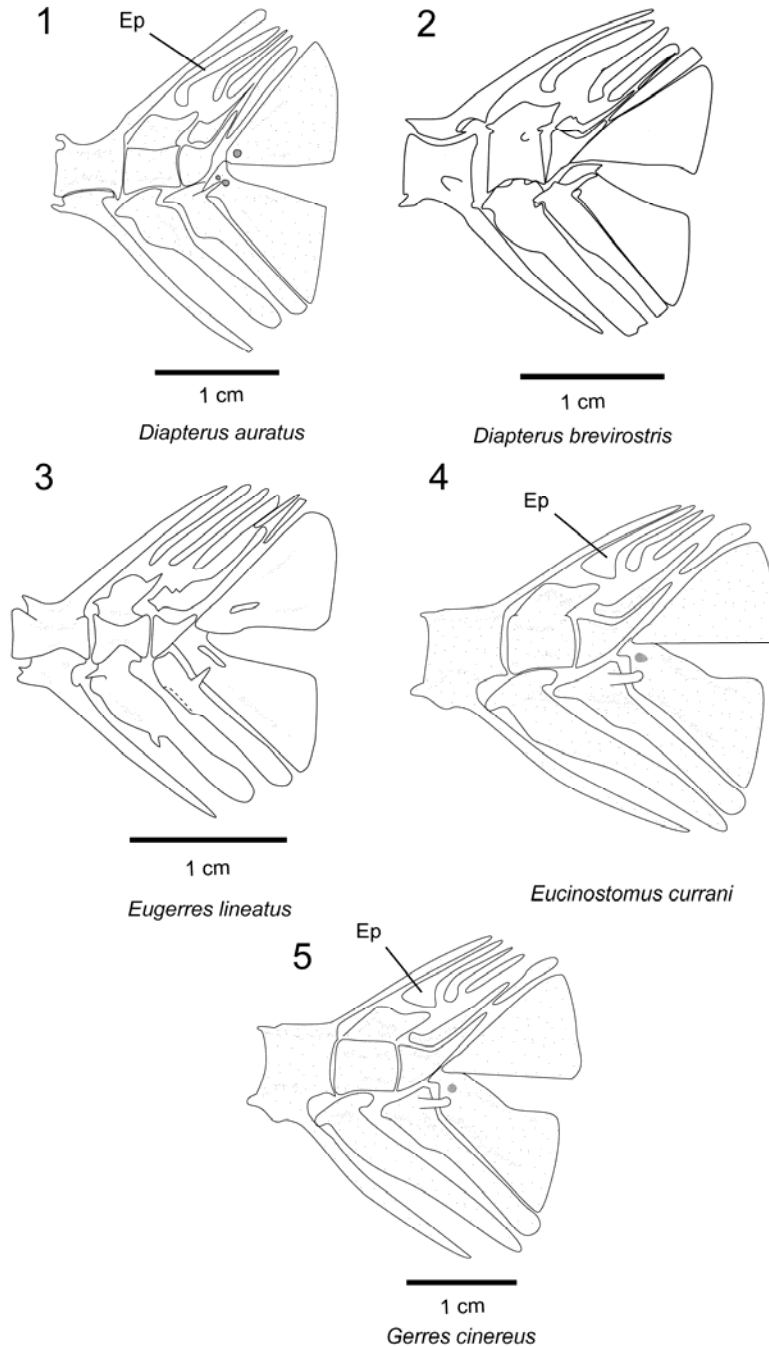 1
Ep
1 cm
Diapterus auratus
2
1 cm
Diapterus brevirostris
3
1 cm
Eugerres lineatus
4
Ep
Eucinostomus currani
5
Ep
1 cm
Gerres cinereus